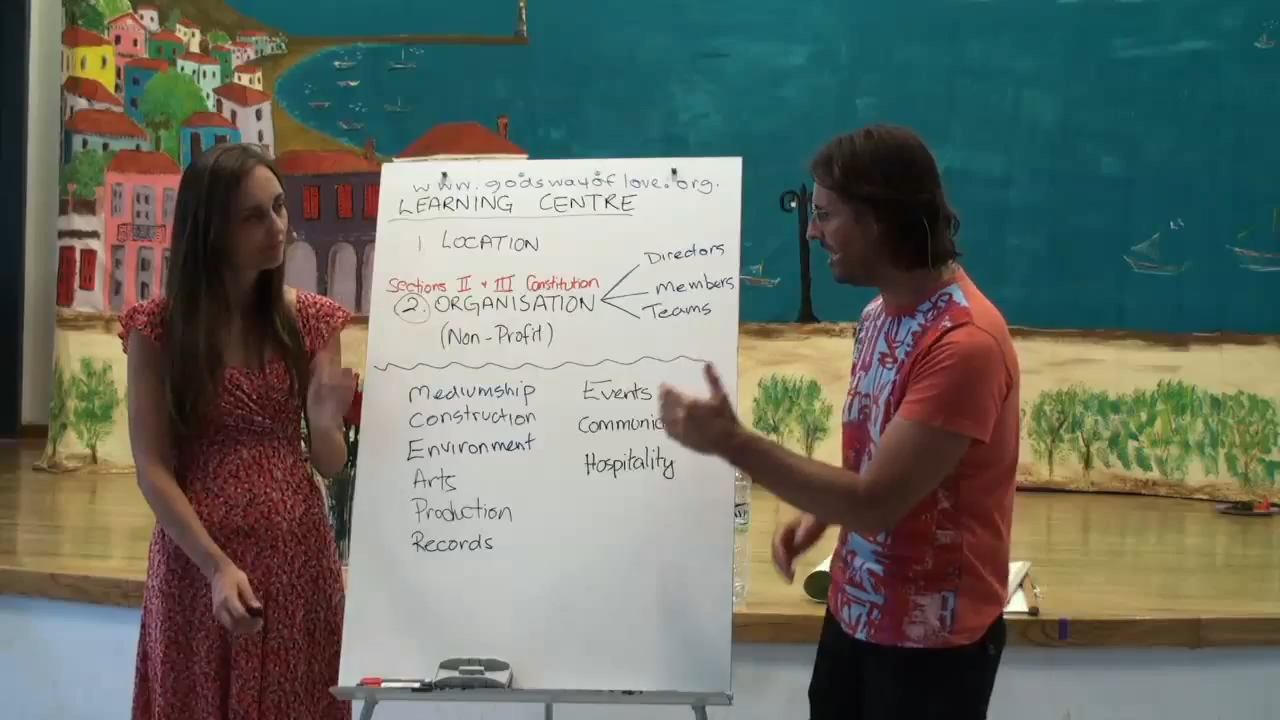 www.godswayoflove.org.
LEARNING CENTRE
1 LOCATION
Directors
Sections II + III Constitution
Members
2. ORGANISATION
Teams
(Non-Profit)
Mediumship Events
Construction
Environment Hospitality
Arts
Production
Records